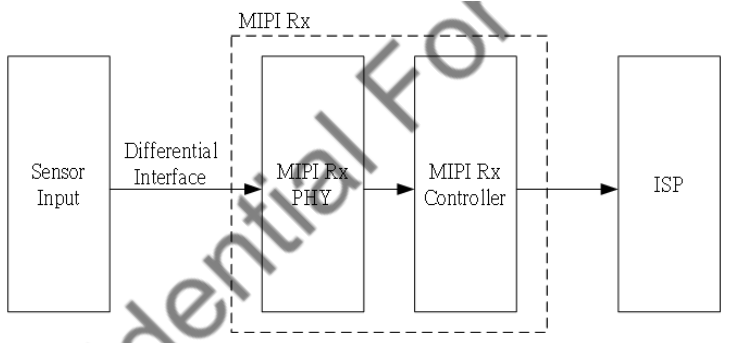 MIPI Rx
Differential
Interface
Sensor
Input
MIPI Rx
PHY
MIPI Rx
Controller
ISP
dential For